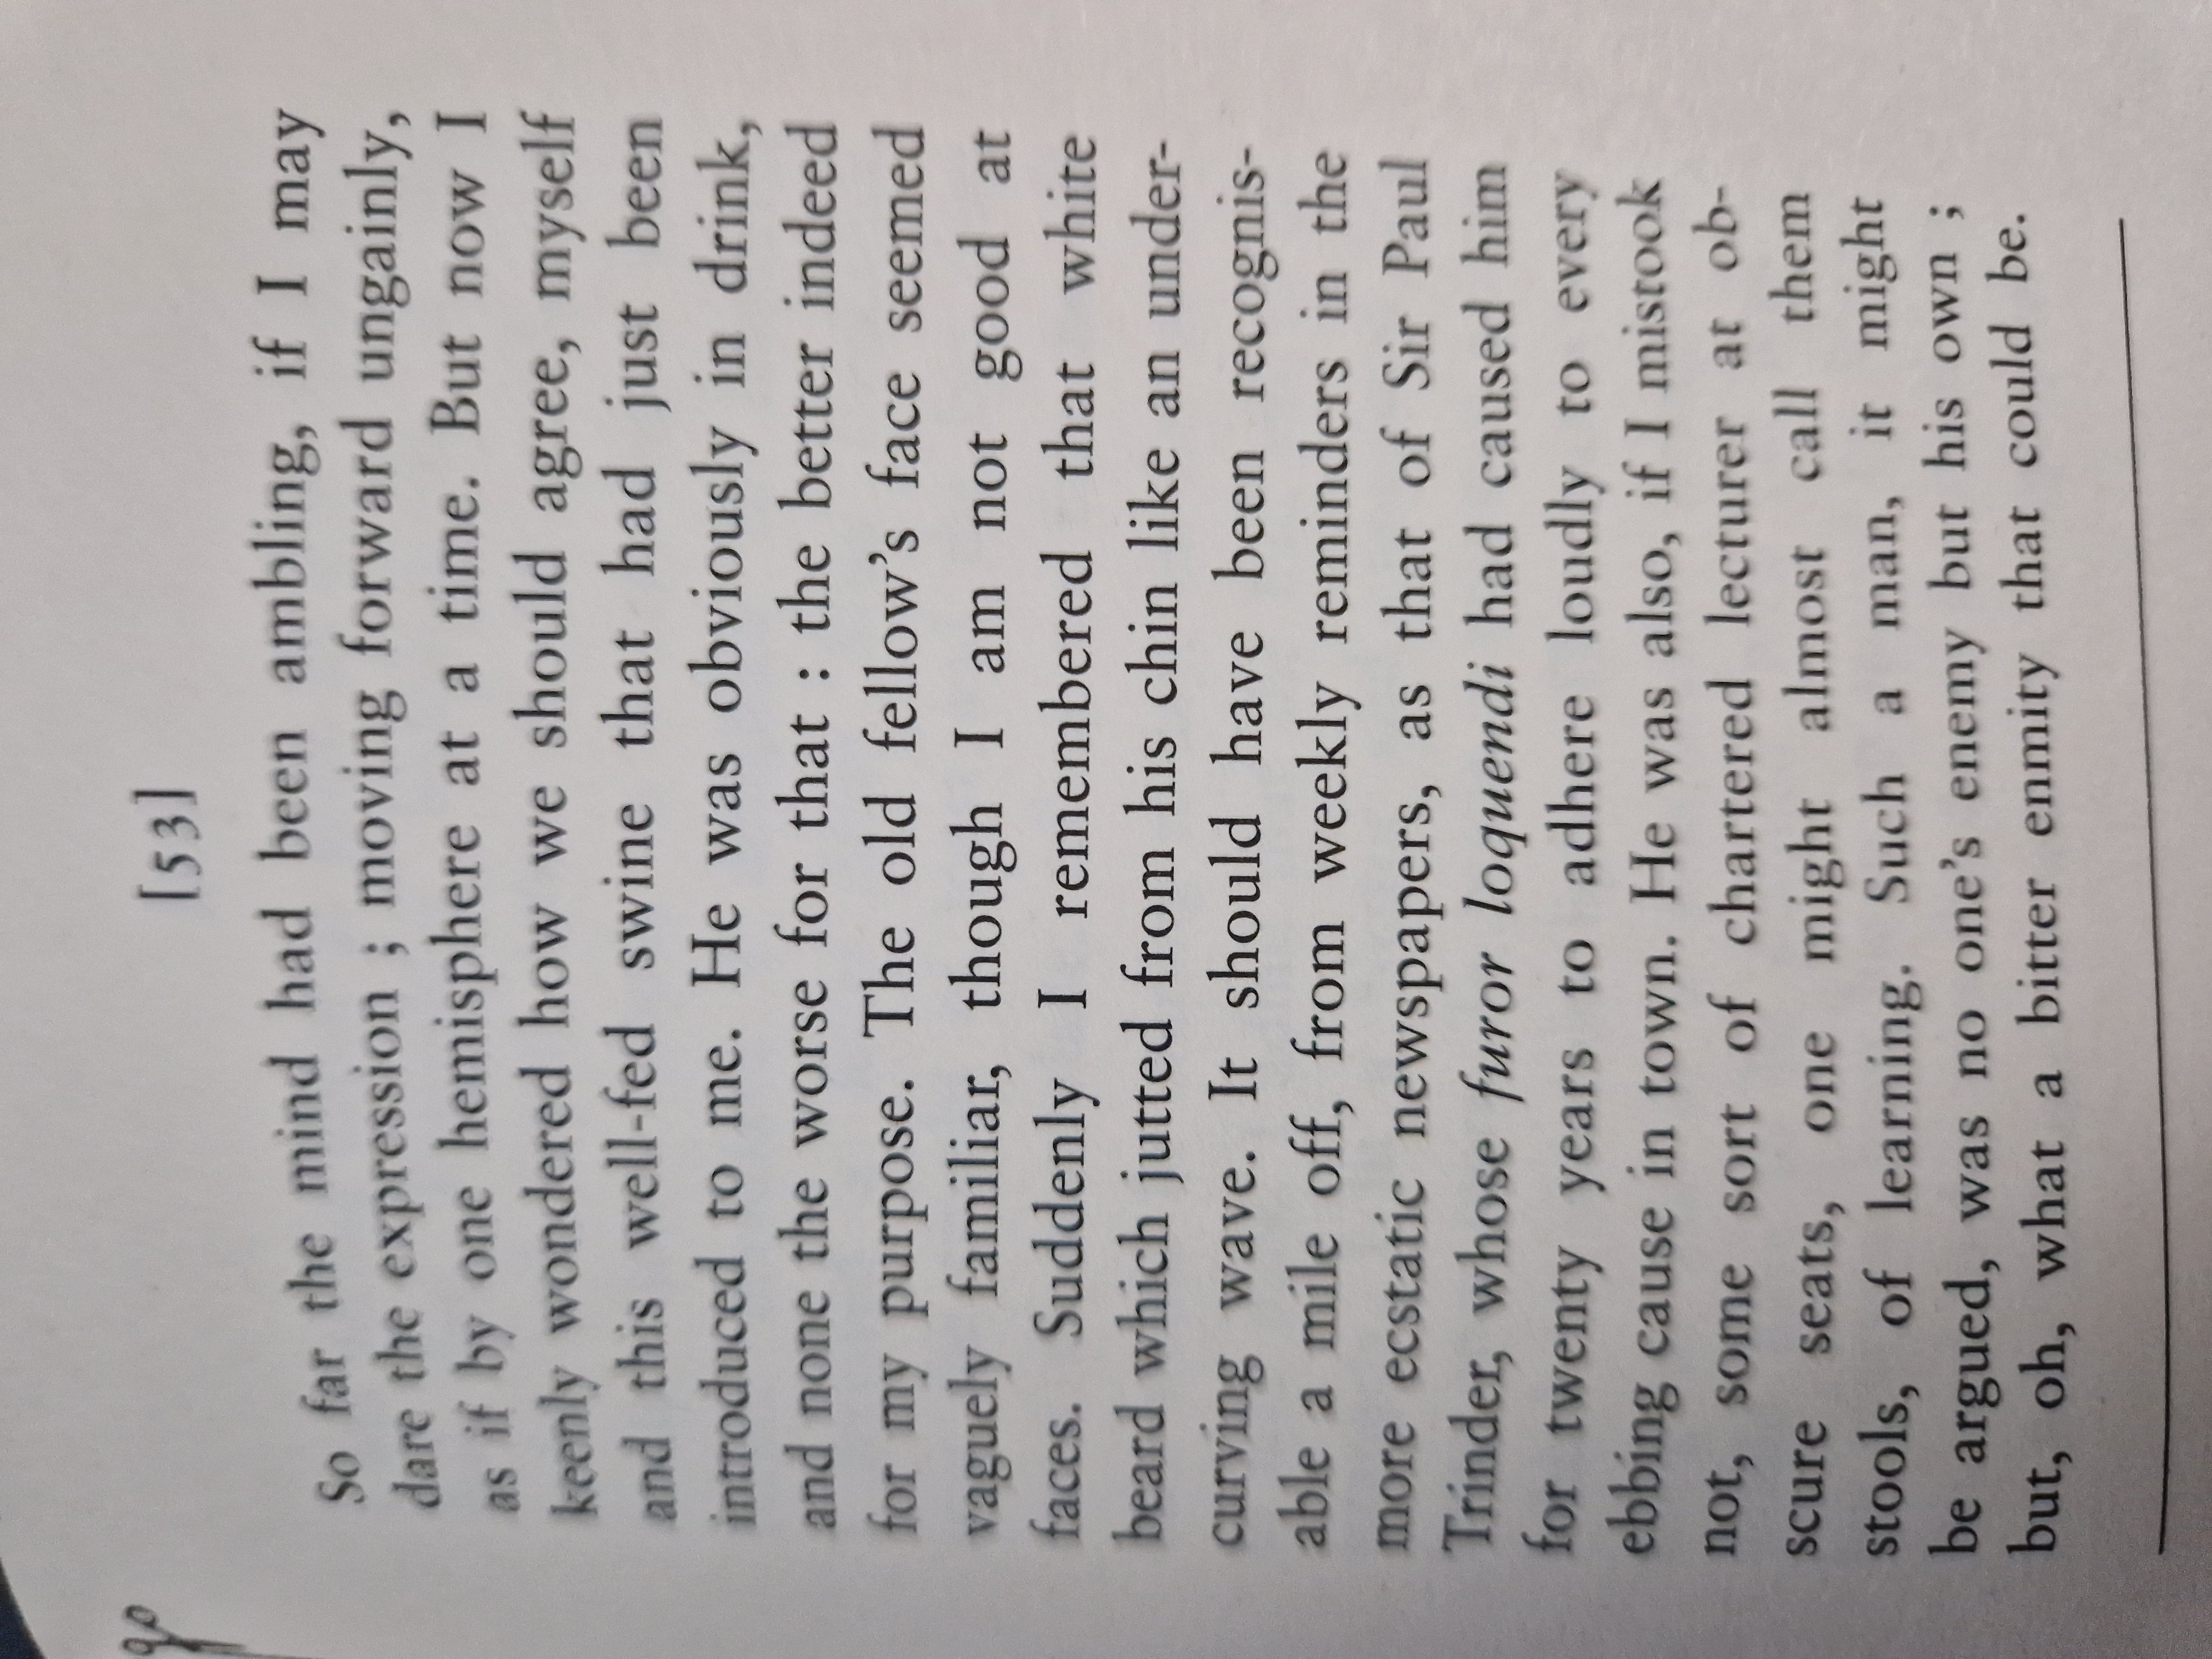 [53]
So far the mind had been ambling, if I may
dare the expression ; moving forward ungainly,
as if by one hemisphere at a time. But now I
keenly wondered how we should agree, myself
and this well-fed swine that had just been
introduced to me. He was obviously in drink,
and none the worse for that : the better indeed
for my purpose. The old fellow's face seemed
vaguely familiar, though I am not good at
faces. Suddenly I remembered that white
beard which jutted from his chin like an under-
curving wave. It should have been recognis-
able a mile off, from weekly reminders in the
more ecstatic newspapers, as that of Sir Paul
Trinder, whose furor loquendi had caused him
for twenty years to adhere loudly to every
ebbing cause in town. He was also, if I mistook
not, some sort of chartered lecturer at ob-
scure seats, one might almost call them
stools, of learning. Such a man, it might
be argued, was no one's enemy but his own ;
but, oh, what a bitter enmity that could be.